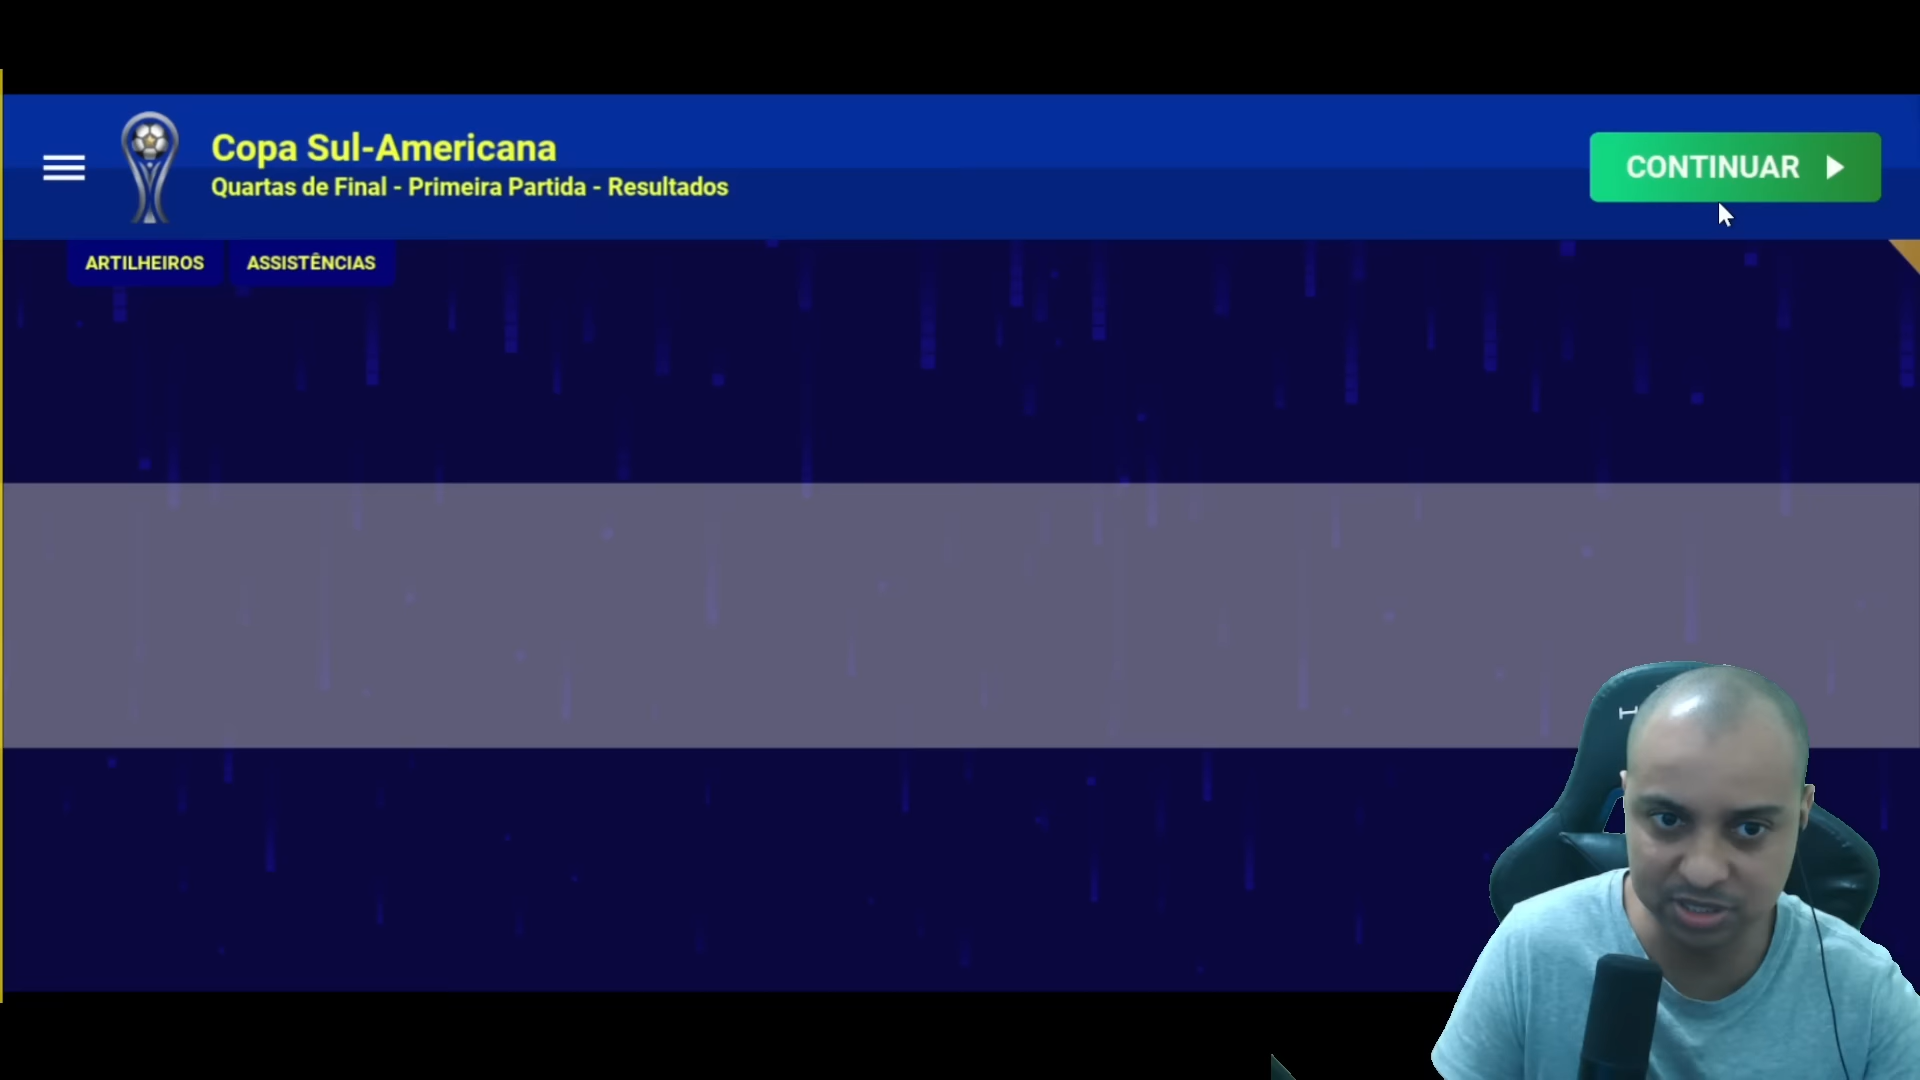 Copa Sul-Americana
Quartas de Final - Primeira Partida - Resultados
CONTINUAR
ARTILHEIROS
ASSISTÊNCIAS